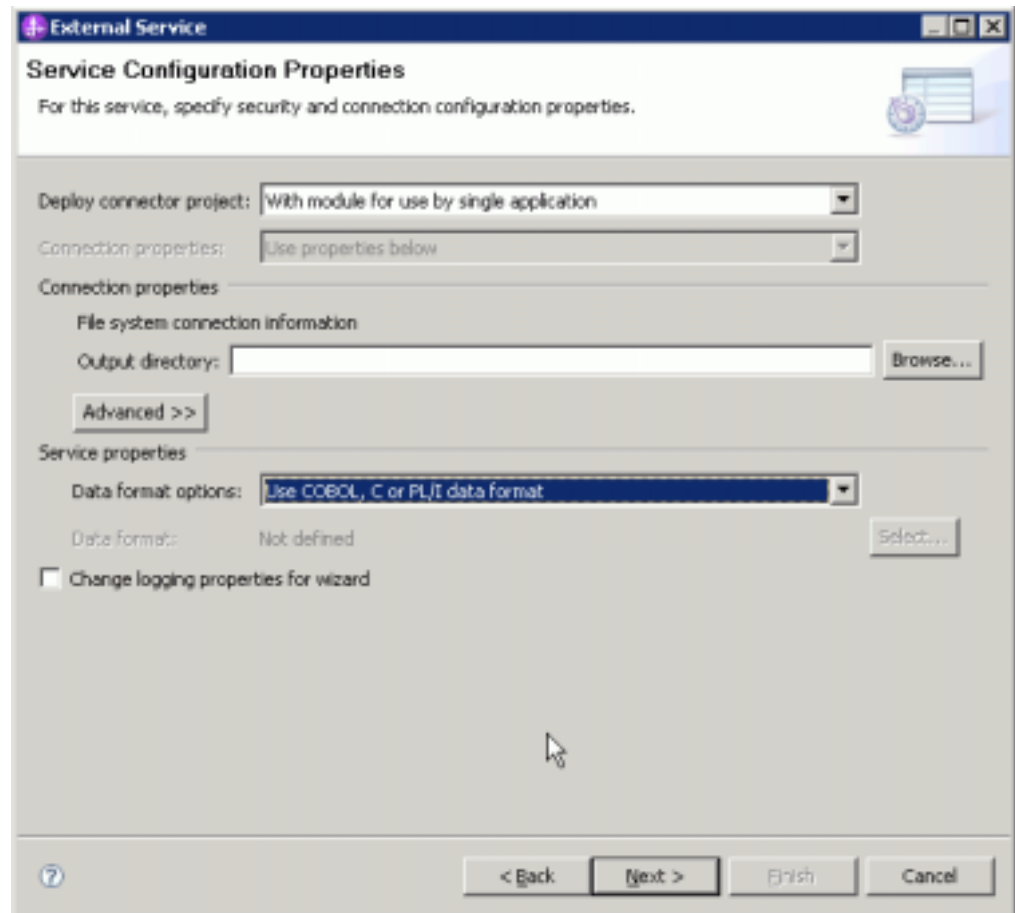 External Service
Service Configuration Properties
For this service, specify security and connection configuration properties.
Deploy connector project: With module for use by single application
Connection properties: Use properties below
Connection properties
File system connection information
Output directory: Browse...
Advanced >>
Service properties
Data format options: Use COBOL, C or PL/I data format
Data format: Not defined Select...
Change logging properties for wizard
? < Back Next > Finish Cancel